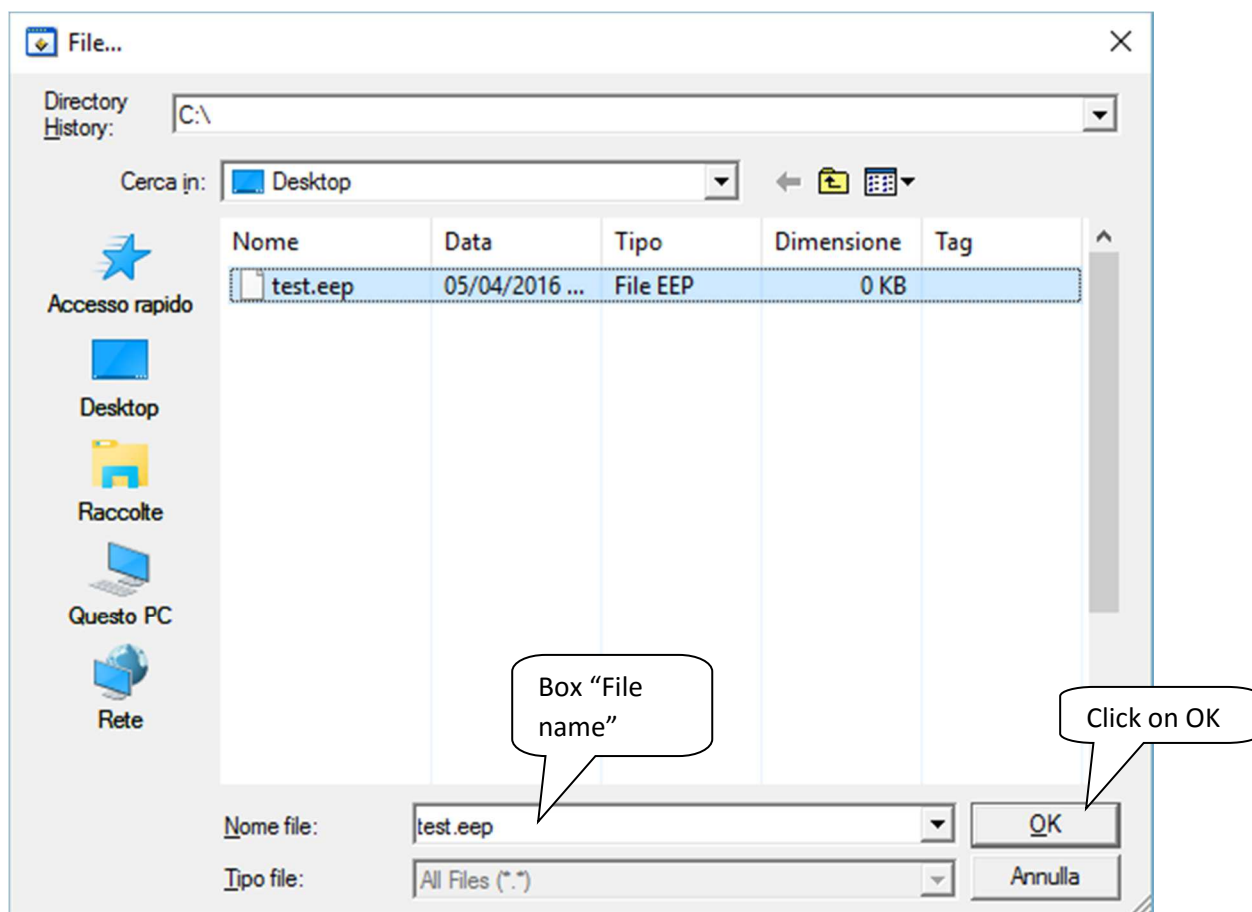 File...
Directory
History:
C:\
Cerca in:
Desktop
Nome Data Tipo Dimensione Tag
test.eep 05/04/2016 ... File EEP 0 KB
Accesso rapido
Desktop
Raccolte
Questo PC
Rete
Box “File
name”
Click on OK
Nome file:
test.eep
OK
Tipo file:
All Files (*.*)
Annulla